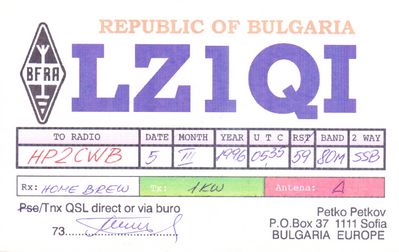 REPUBLIC OF BULGARIA
BFRA
LZ1QI
TO RADIO DATE MONTH YEAR U T C RST BAND 2 WAY
HP2CWB 5 III 1996 0535 59 80M SSB
Rx: HOME BREW Tx: 1KW Antena: Δ
Pse/Tnx QSL direct or via buro
73....
Petko Petkov
P.O.Box 37 1111 Sofia
BULGARIA EUROPE